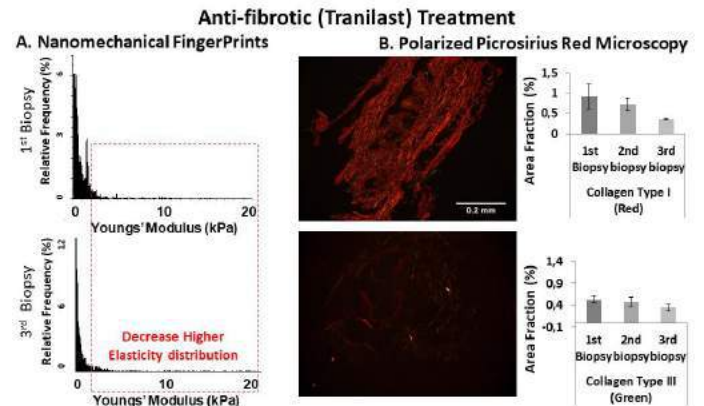 Anti-fibrotic (Tranilast) Treatment
A. Nanomechanical FingerPrints
1st Biopsy
Relative Frequency (%)
6
3
0
0 10 20
Youngs' Modulus (kPa)
3rd Biopsy
Relative Frequency (%)
12
6
0
Decrease Higher
Elasticity distribution
0 10 20
Youngs' Modulus (kPa)
B. Polarized Picrosirius Red Microscopy
0.2 mm
Area Fraction (%)
1,5
1
0,5
0
1st 2nd 3rd
Biopsy biopsy biopsy
Collagen Type I
(Red)
Area Fraction (%)
1,4
0,9
0,4
-0,1
1st 2nd 3rd
Biopsy biopsy biopsy
Collagen Type III
(Green)